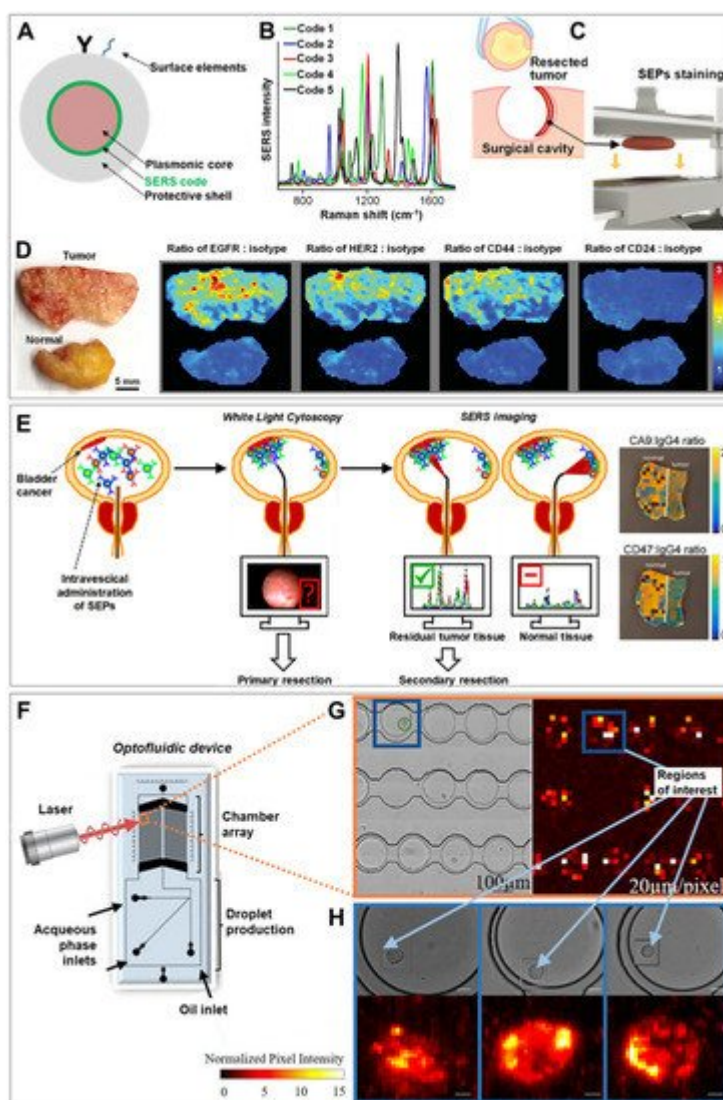 A
Surface elements
Plasmonic core
SERS code
Protective shell
B
SERS intensity
Code 1
Code 2
Code 3
Code 4
Code 5
800
1200
1600
Raman shift (cm-1)
Resected
tumor
Surgical cavity
C
SEPs staining
D
Tumor
Normal
5 mm
Ratio of EGFR : isotype
Ratio of HER2 : isotype
Ratio of CD44 : isotype
Ratio of CD24 : isotype
E
White Light Cytoscopy
SERS imaging
Bladder
cancer
Intravescical
administration
of SEPs
?
Residual tumor tissue
Normal tissue
Primary resection
Secondary resection
CA9:IgG4 ratio
normal
tumor
CD47:IgG4 ratio
normal
tumor
F
Optofluidic device
Laser
Chamber
array
Droplet
production
Acqueous
phase
inlets
Oil inlet
Normalized Pixel Intensity
0
5
10
15
G
100μm
Regions
of interest
20μm/pixel
H